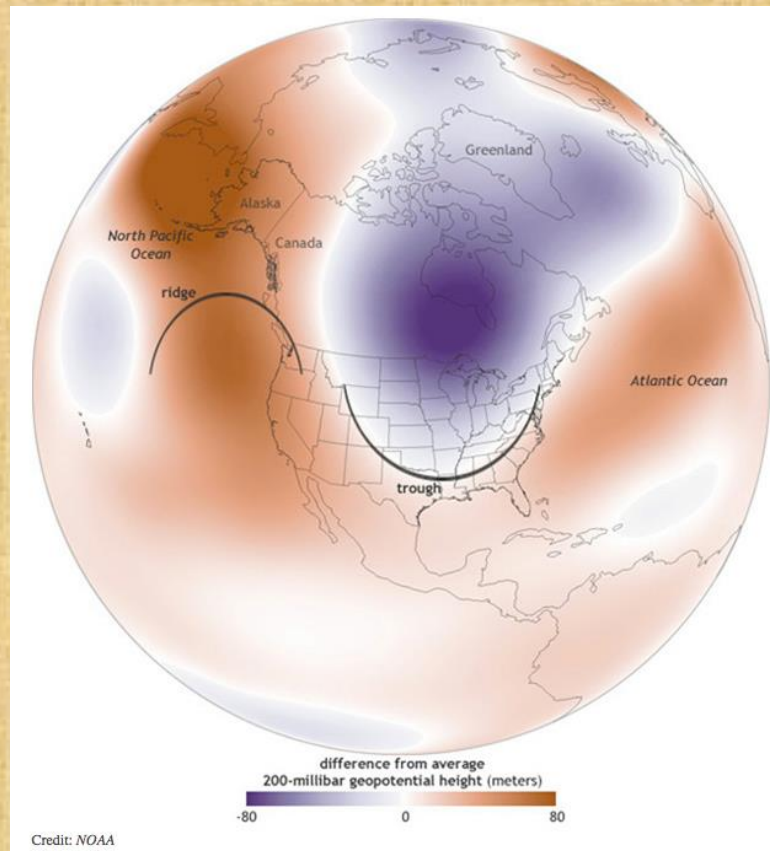 Greenland
Alaska
North Pacific
Ocean
Canada
ridge
Atlantic Ocean
trough
difference from average
200-millibar geopotential height (meters)
-80 0 80
Credit: NOAA